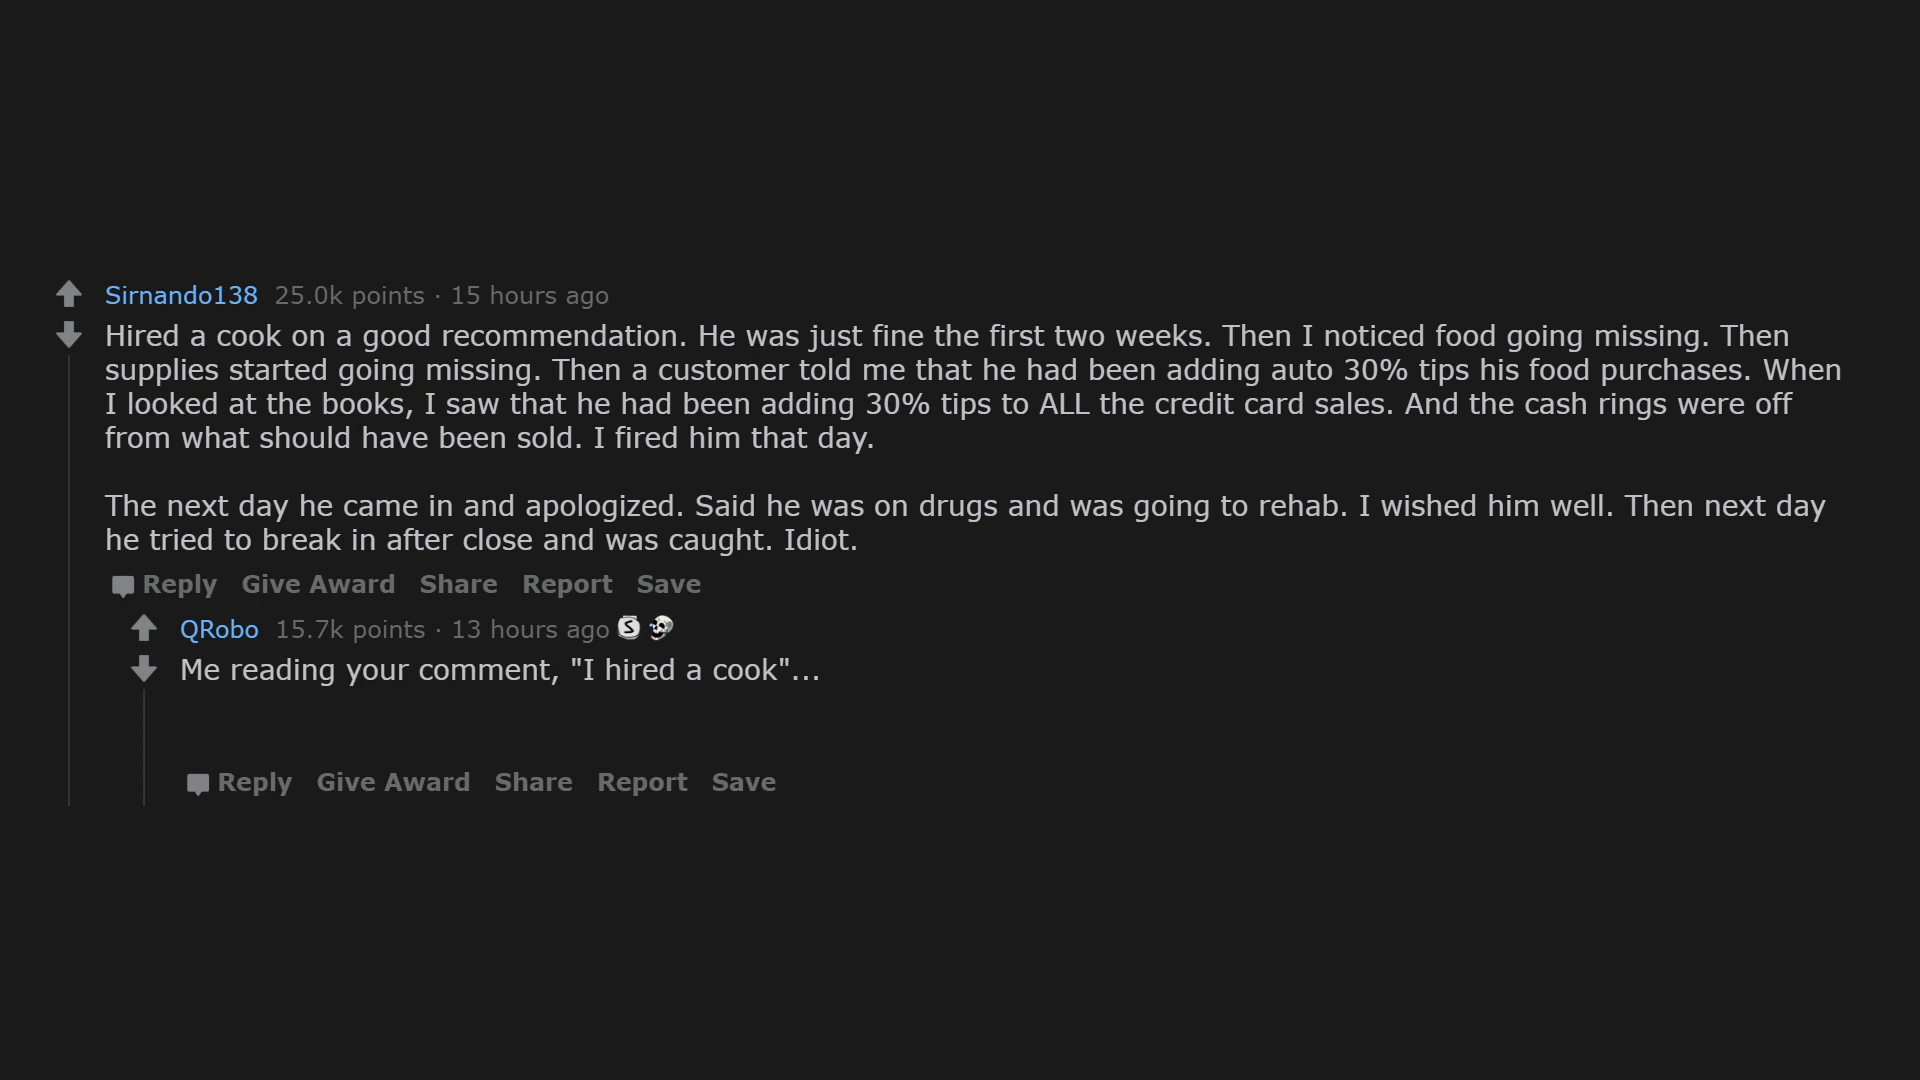 Sirnando138 25.0k points · 15 hours ago
Hired a cook on a good recommendation. He was just fine the first two weeks. Then I noticed food going missing. Then
supplies started going missing. Then a customer told me that he had been adding auto 30% tips his food purchases. When
I looked at the books, I saw that he had been adding 30% tips to ALL the credit card sales. And the cash rings were off
from what should have been sold. I fired him that day.
The next day he came in and apologized. Said he was on drugs and was going to rehab. I wished him well. Then next day
he tried to break in after close and was caught. Idiot.
Reply Give Award Share Report Save
QRobo 15.7k points · 13 hours ago S
Me reading your comment, "I hired a cook"...
Reply Give Award Share Report Save